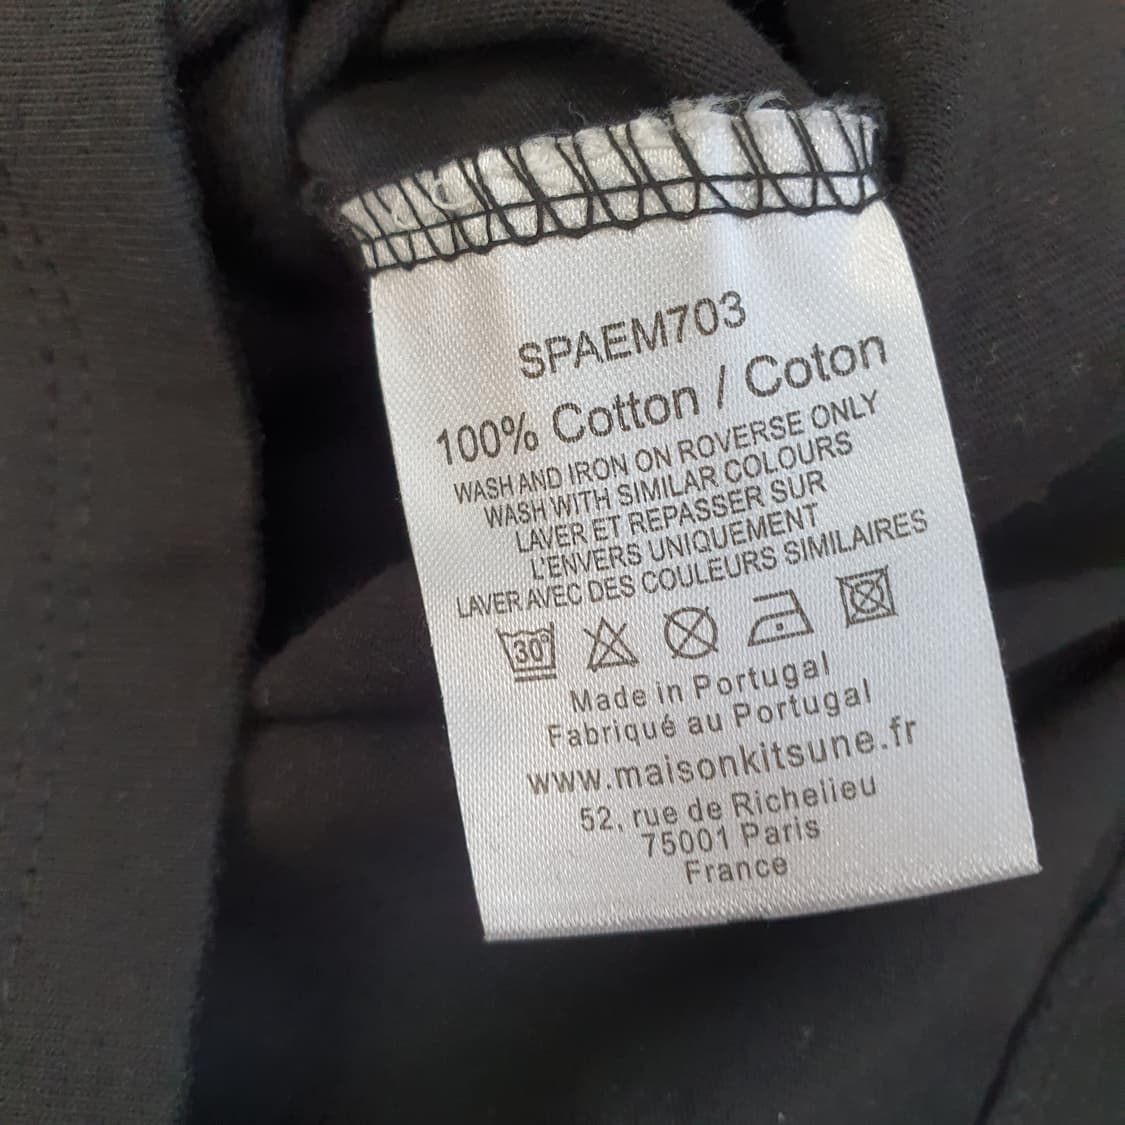 SPAEM703
100% Cotton / Coton
WASH AND IRON ON ROVERSE ONLY
WASH WITH SIMILAR COLOURS
LAVER ET REPASSER SUR
L'ENVERS UNIQUEMENT
LAVER AVEC DES COULEURS SIMILAIRES
30°
Made in Portugal
Fabriqué au Portugal
www.maisonkitsune.fr
52, rue de Richelieu
75001 Paris
France